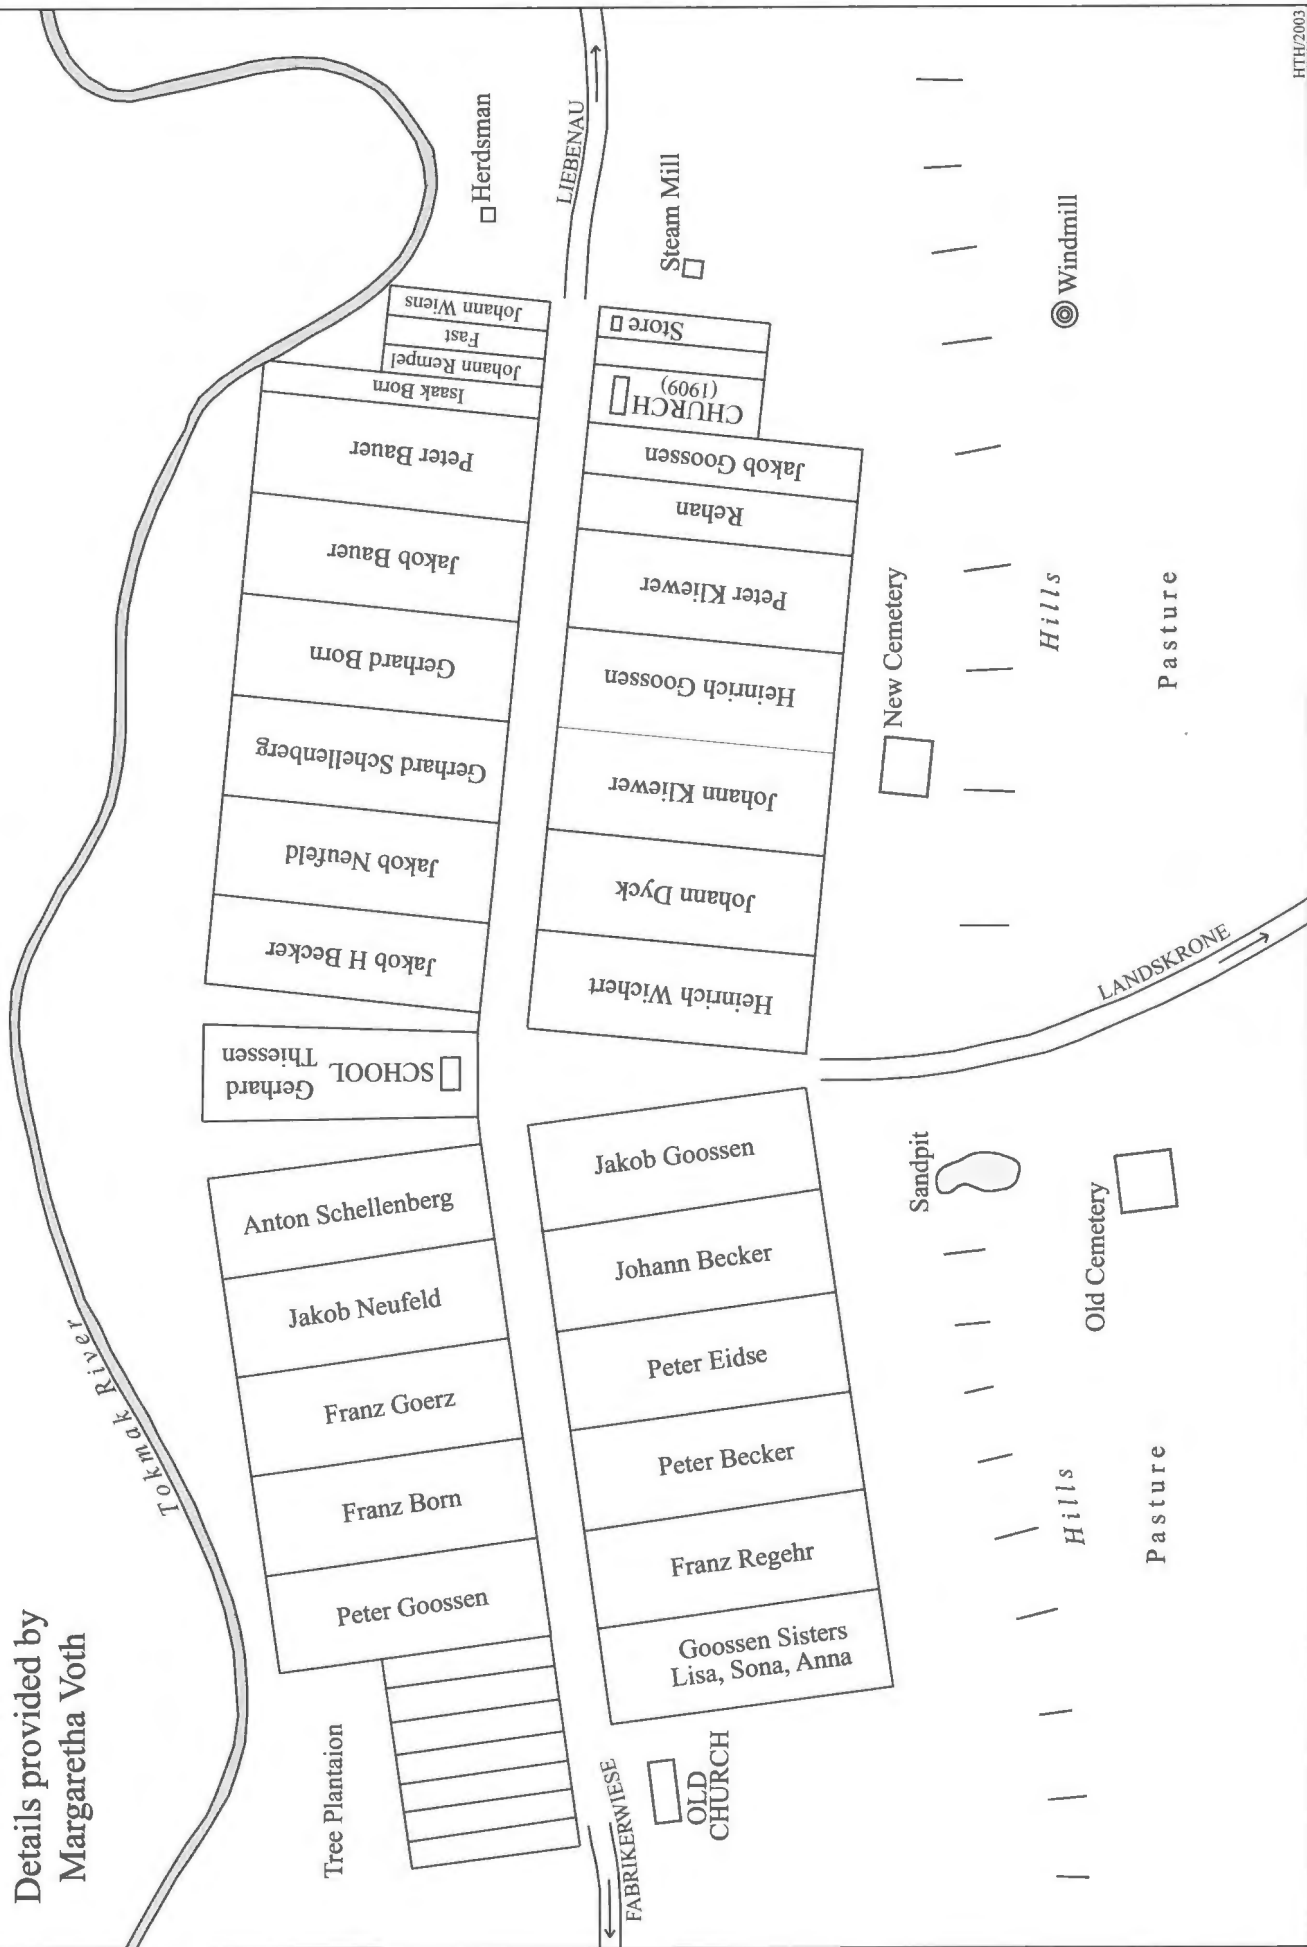 Details provided by
Margaretha Voth
Tokmak River
Tree Plantaion
Herdsman
LIEBENAU
Steam Mill
Windmill
Johann Wiens
Fast
Johann Rempel
Isaak Born
Peter Bauer
Jakob Bauer
Gerhard Born
Gerhard Schellenberg
Jakob Neufeld
Jakob H Becker
Gerhard
Thiessen
SCHOOL
Anton Schellenberg
Jakob Neufeld
Franz Goerz
Franz Born
Peter Goossen
Store
CHURCH
(1909)
Jakob Goossen
Rehan
Peter Kliewer
Heinrich Goossen
Johann Kliewer
Johann Dyck
Heinrich Wichert
Jakob Goossen
Johann Becker
Peter Eidse
Peter Becker
Franz Regehr
Goossen Sisters
Lisa, Sona, Anna
New Cemetery
Hills
Pasture
LANDSKRONE
Sandpit
Old Cemetery
Hills
Pasture
OLD
CHURCH
FABRIKERWIESE
HTH/2003